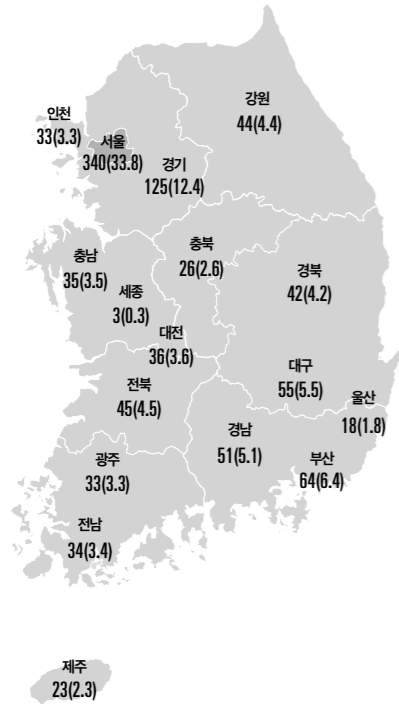 강원
44(4.4)
인천
33(3.3)
서울
340(33.8)
경기
125(12.4)
충북
26(2.6)
충남
35(3.5)
경북
42(4.2)
세종
3(0.3)
대전
36(3.6)
대구
55(5.5)
전북
45(4.5)
울산
18(1.8)
경남
51(5.1)
부산
64(6.4)
광주
33(3.3)
전남
34(3.4)
제주
23(2.3)